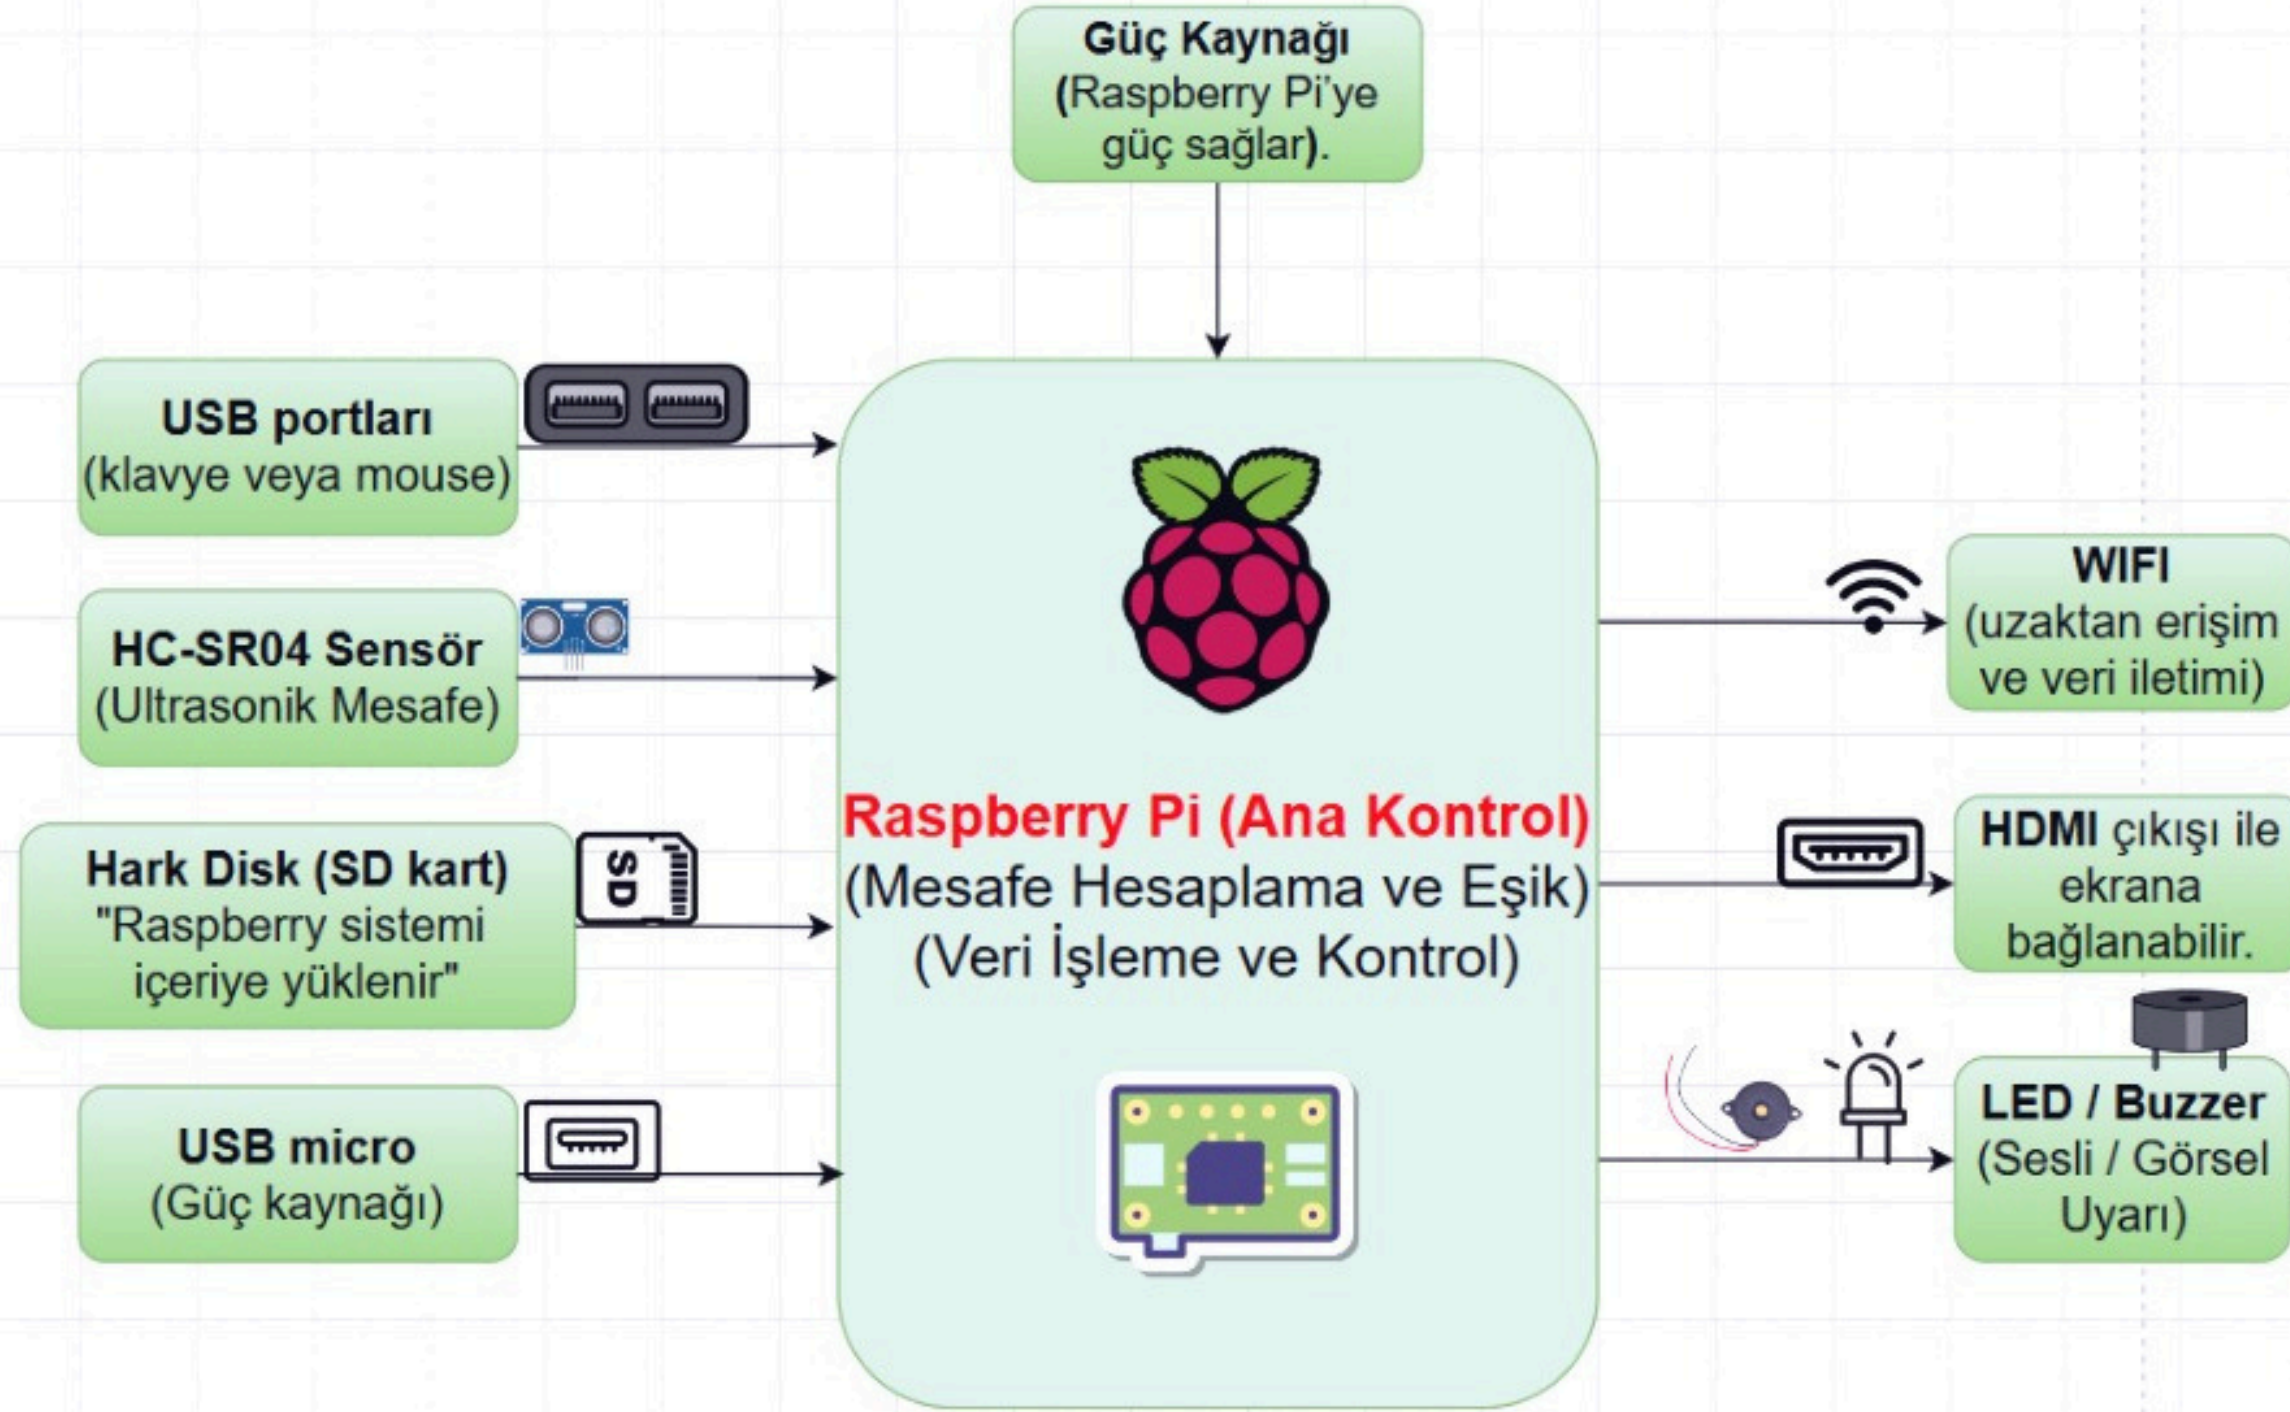 Güç Kaynağı
(Raspberry Pi'ye
güç sağlar).
USB portları
(klavye veya mouse)
HC-SR04 Sensör
(Ultrasonik Mesafe)
Hark Disk (SD kart)
"Raspberry sistemi
içeriye yüklenir"
SD
USB micro
(Güç kaynağı)
Raspberry Pi (Ana Kontrol)
(Mesafe Hesaplama ve Eşik)
(Veri İşleme ve Kontrol)
WIFI
(uzaktan erişim
ve veri iletimi)
HDMI çıkışı ile
ekrana
bağlanabilir.
LED / Buzzer
(Sesli / Görsel
Uyarı)